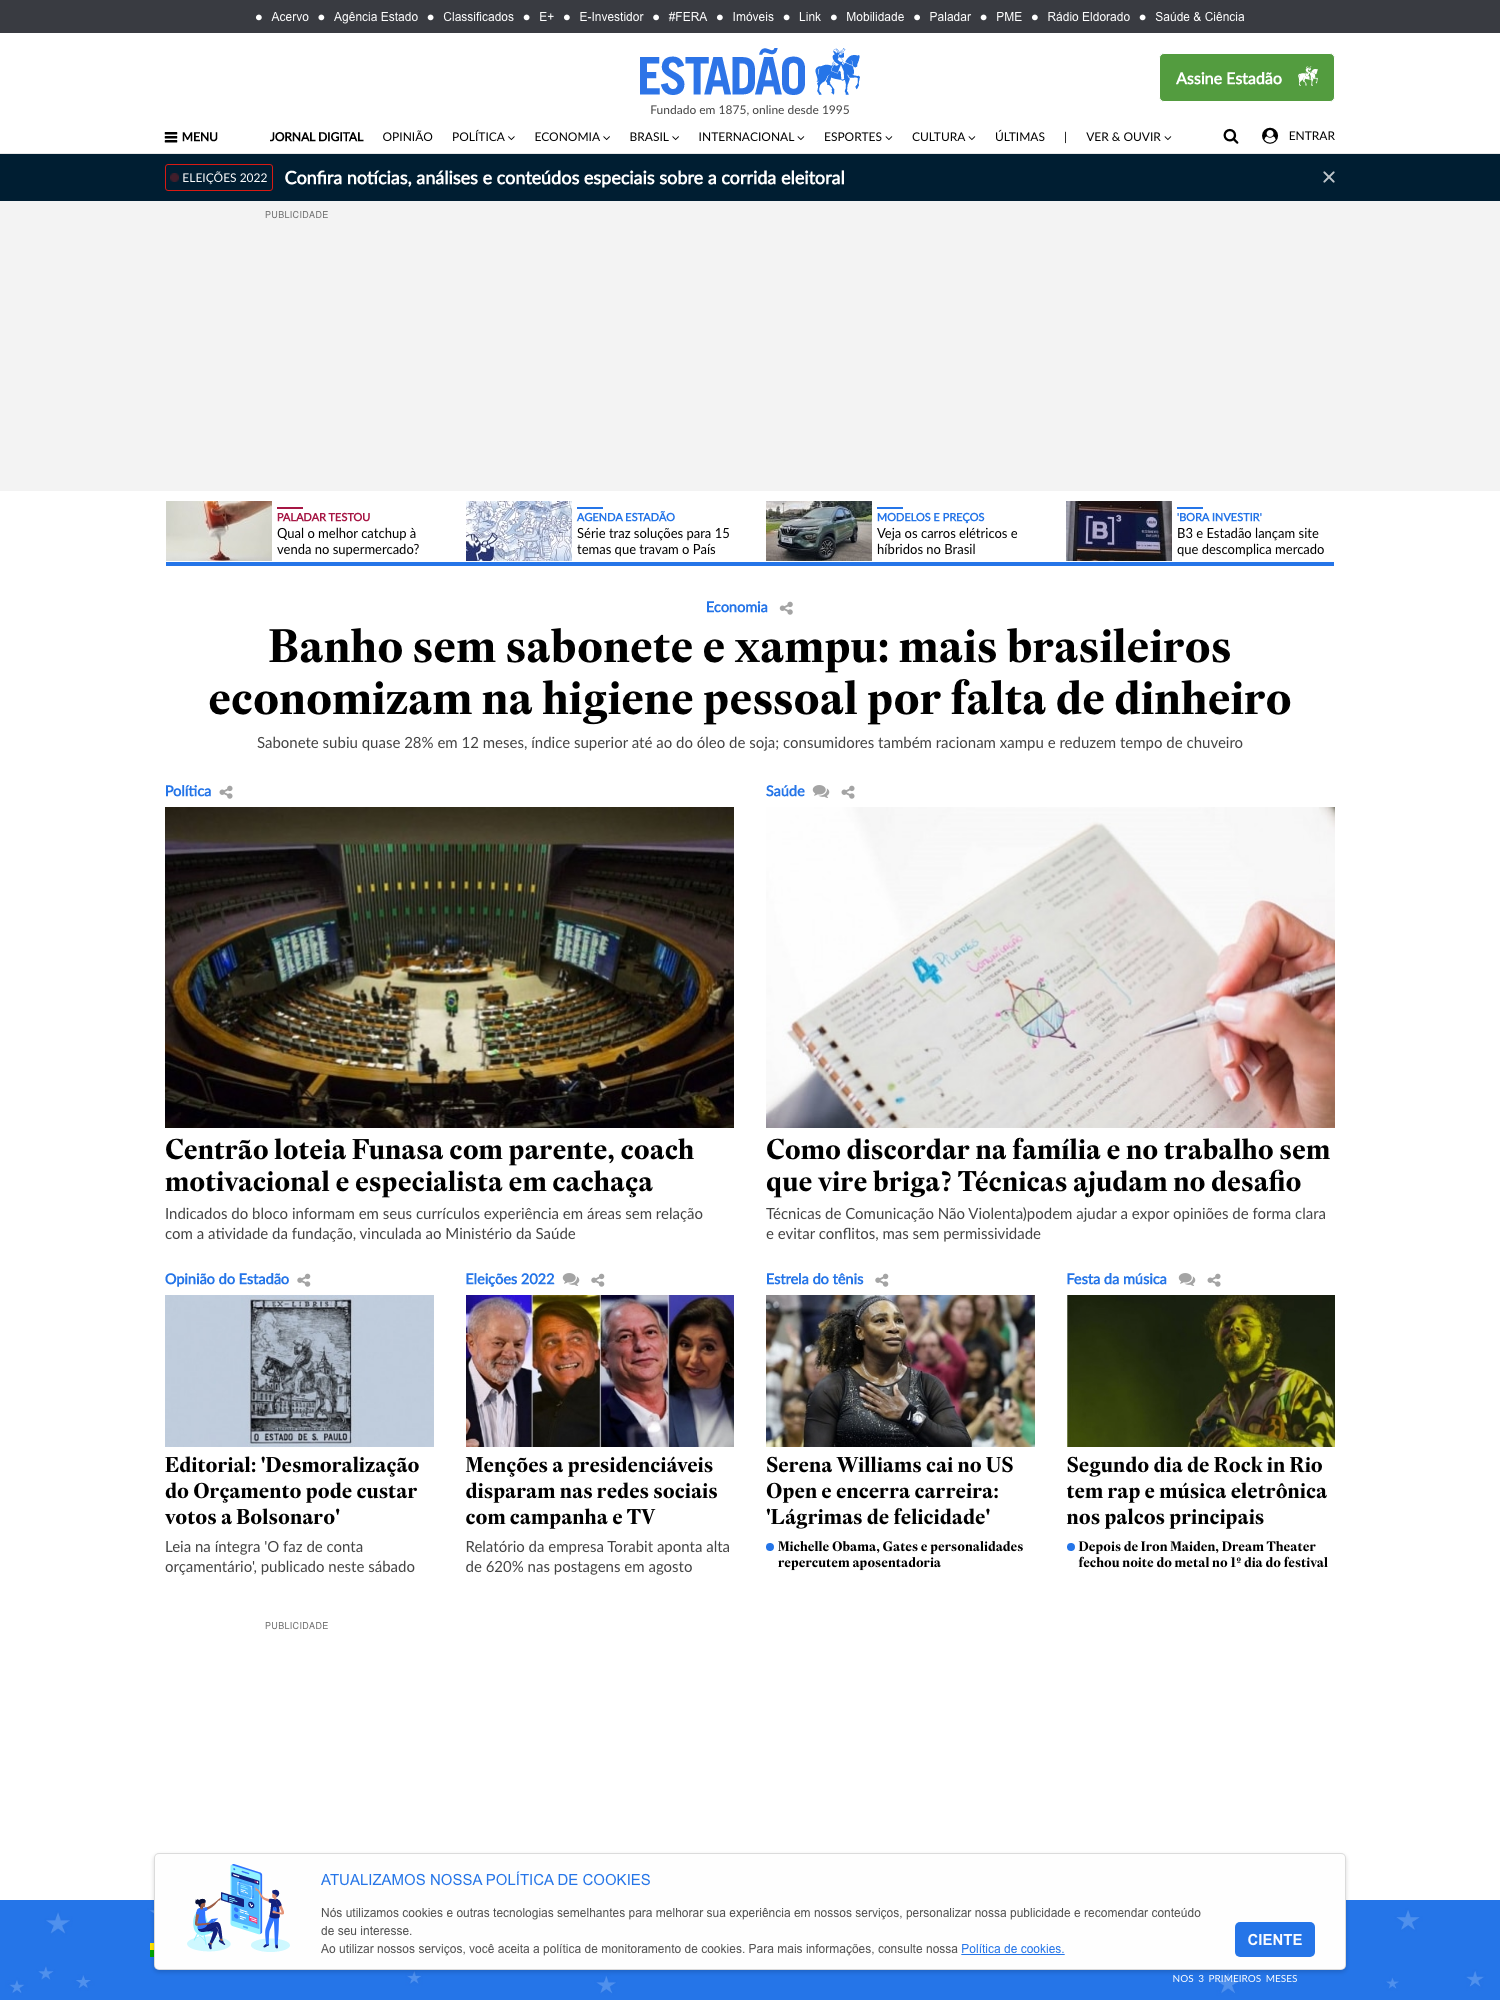 Acervo Agência Estado Classificados E+ E-Investidor #FERA Imóveis Link Mobilidade Paladar PME Rádio Eldorado Saúde & Ciência
ESTADÃO
Fundado em 1875, online desde 1995
Assine Estadão
MENU JORNAL DIGITAL OPINIÃO POLÍTICA ECONOMIA BRASIL INTERNACIONAL ESPORTES CULTURA ÚLTIMAS | VER & OUVIR ENTRAR
ELEIÇÕES 2022 Confira notícias, análises e conteúdos especiais sobre a corrida eleitoral
PUBLICIDADE
PALADAR TESTOU
Qual o melhor catchup à
venda no supermercado?
AGENDA ESTADÃO
Série traz soluções para 15
temas que travam o País
MODELOS E PREÇOS
Veja os carros elétricos e
híbridos no Brasil
[B]³
'BORA INVESTIR'
B3 e Estadão lançam site
que descomplica mercado
Economia
Banho sem sabonete e xampu: mais brasileiros
economizam na higiene pessoal por falta de dinheiro
Sabonete subiu quase 28% em 12 meses, índice superior até ao do óleo de soja; consumidores também racionam xampu e reduzem tempo de chuveiro
Política
Centrão loteia Funasa com parente, coach
motivacional e especialista em cachaça
Indicados do bloco informam em seus currículos experiência em áreas sem relação
com a atividade da fundação, vinculada ao Ministério da Saúde
Saúde
4 PILARES
DA
Como discordar na família e no trabalho sem
que vire briga? Técnicas ajudam no desafio
Técnicas de Comunicação Não Violenta)podem ajudar a expor opiniões de forma clara
e evitar conflitos, mas sem permissividade
Opinião do Estadão
EX-LIBRIS
O ESTADO DE S. PAULO
Editorial: 'Desmoralização
do Orçamento pode custar
votos a Bolsonaro'
Leia na íntegra 'O faz de conta
orçamentário', publicado neste sábado
Eleições 2022
Menções a presidenciáveis
disparam nas redes sociais
com campanha e TV
Relatório da empresa Torabit aponta alta
de 620% nas postagens em agosto
Estrela do tênis
Serena Williams cai no US
Open e encerra carreira:
'Lágrimas de felicidade'
Michelle Obama, Gates e personalidades
repercutem aposentadoria
Festa da música
Segundo dia de Rock in Rio
tem rap e música eletrônica
nos palcos principais
Depois de Iron Maiden, Dream Theater
fechou noite do metal no 1º dia do festival
PUBLICIDADE
ATUALIZAMOS NOSSA POLÍTICA DE COOKIES
Nós utilizamos cookies e outras tecnologias semelhantes para melhorar sua experiência em nossos serviços, personalizar nossa publicidade e recomendar conteúdo
de seu interesse.
Ao utilizar nossos serviços, você aceita a política de monitoramento de cookies. Para mais informações, consulte nossa Política de cookies.
CIENTE
NOS 3 PRIMEIROS MESES